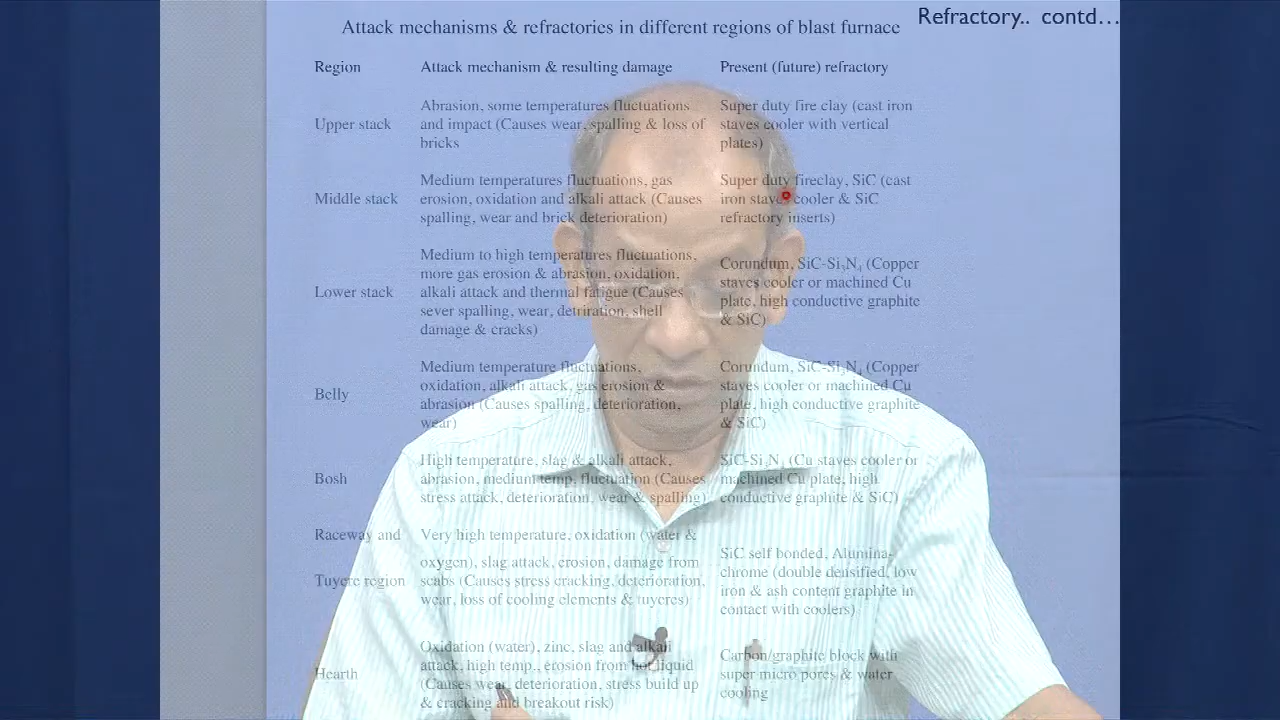 Refractory.. contd...
Attack mechanisms & refractories in different regions of blast furnace
Region Attack mechanism & resulting damage Present (future) refractory
Upper stack
Abrasion, some temperatures fluctuations
and impact (Causes wear, spalling & loss of
bricks
Super duty fire clay (cast iron
staves cooler with vertical
plates)
Middle stack
Medium temperatures fluctuations, gas
erosion, oxidation and alkali attack (Causes
spalling, wear and brick deterioration)
Super duty fireclay, SiC (cast
iron staves cooler & SiC
refractory inserts)
Lower stack
Medium to high temperatures fluctuations,
more gas erosion & abrasion, oxidation,
alkali attack and thermal fatigue (Causes
sever spalling, wear, detriration, shell
damage & cracks)
Corundum, SiC-Si₃N₄ (Copper
staves cooler or machined Cu
plate, high conductive graphite
& SiC)
Belly
Medium temperature fluctuations,
oxidation, alkali attack, gas erosion &
abrasion (Causes spalling, deterioration,
wear)
Corundum, SiC-Si₃N₄ (Copper
staves cooler or machined Cu
plate, high conductive graphite
& SiC)
Bosh
High temperature, slag & alkali attack,
abrasion, medium temp. fluctuation (Causes
stress attack, deterioration, wear & spalling)
SiC-Si₃N₄ (Cu staves cooler or
machined Cu plate, high
conductive graphite & SiC)
Raceway and
Tuyere region
Very high temperature, oxidation (water &
oxygen), slag attack, erosion, damage from
scabs (Causes stress cracking, deterioration,
wear, loss of cooling elements & tuyeres)
SiC self bonded, Alumina-
chrome (double densified, low
iron & ash content graphite in
contact with coolers)
Hearth
Oxidation (water), zinc, slag and alkali
attack, high temp., erosion from hot liquid
(Causes wear, deterioration, stress build up
& cracking and breakout risk)
Carbon/graphite block with
super micro pores & water
cooling